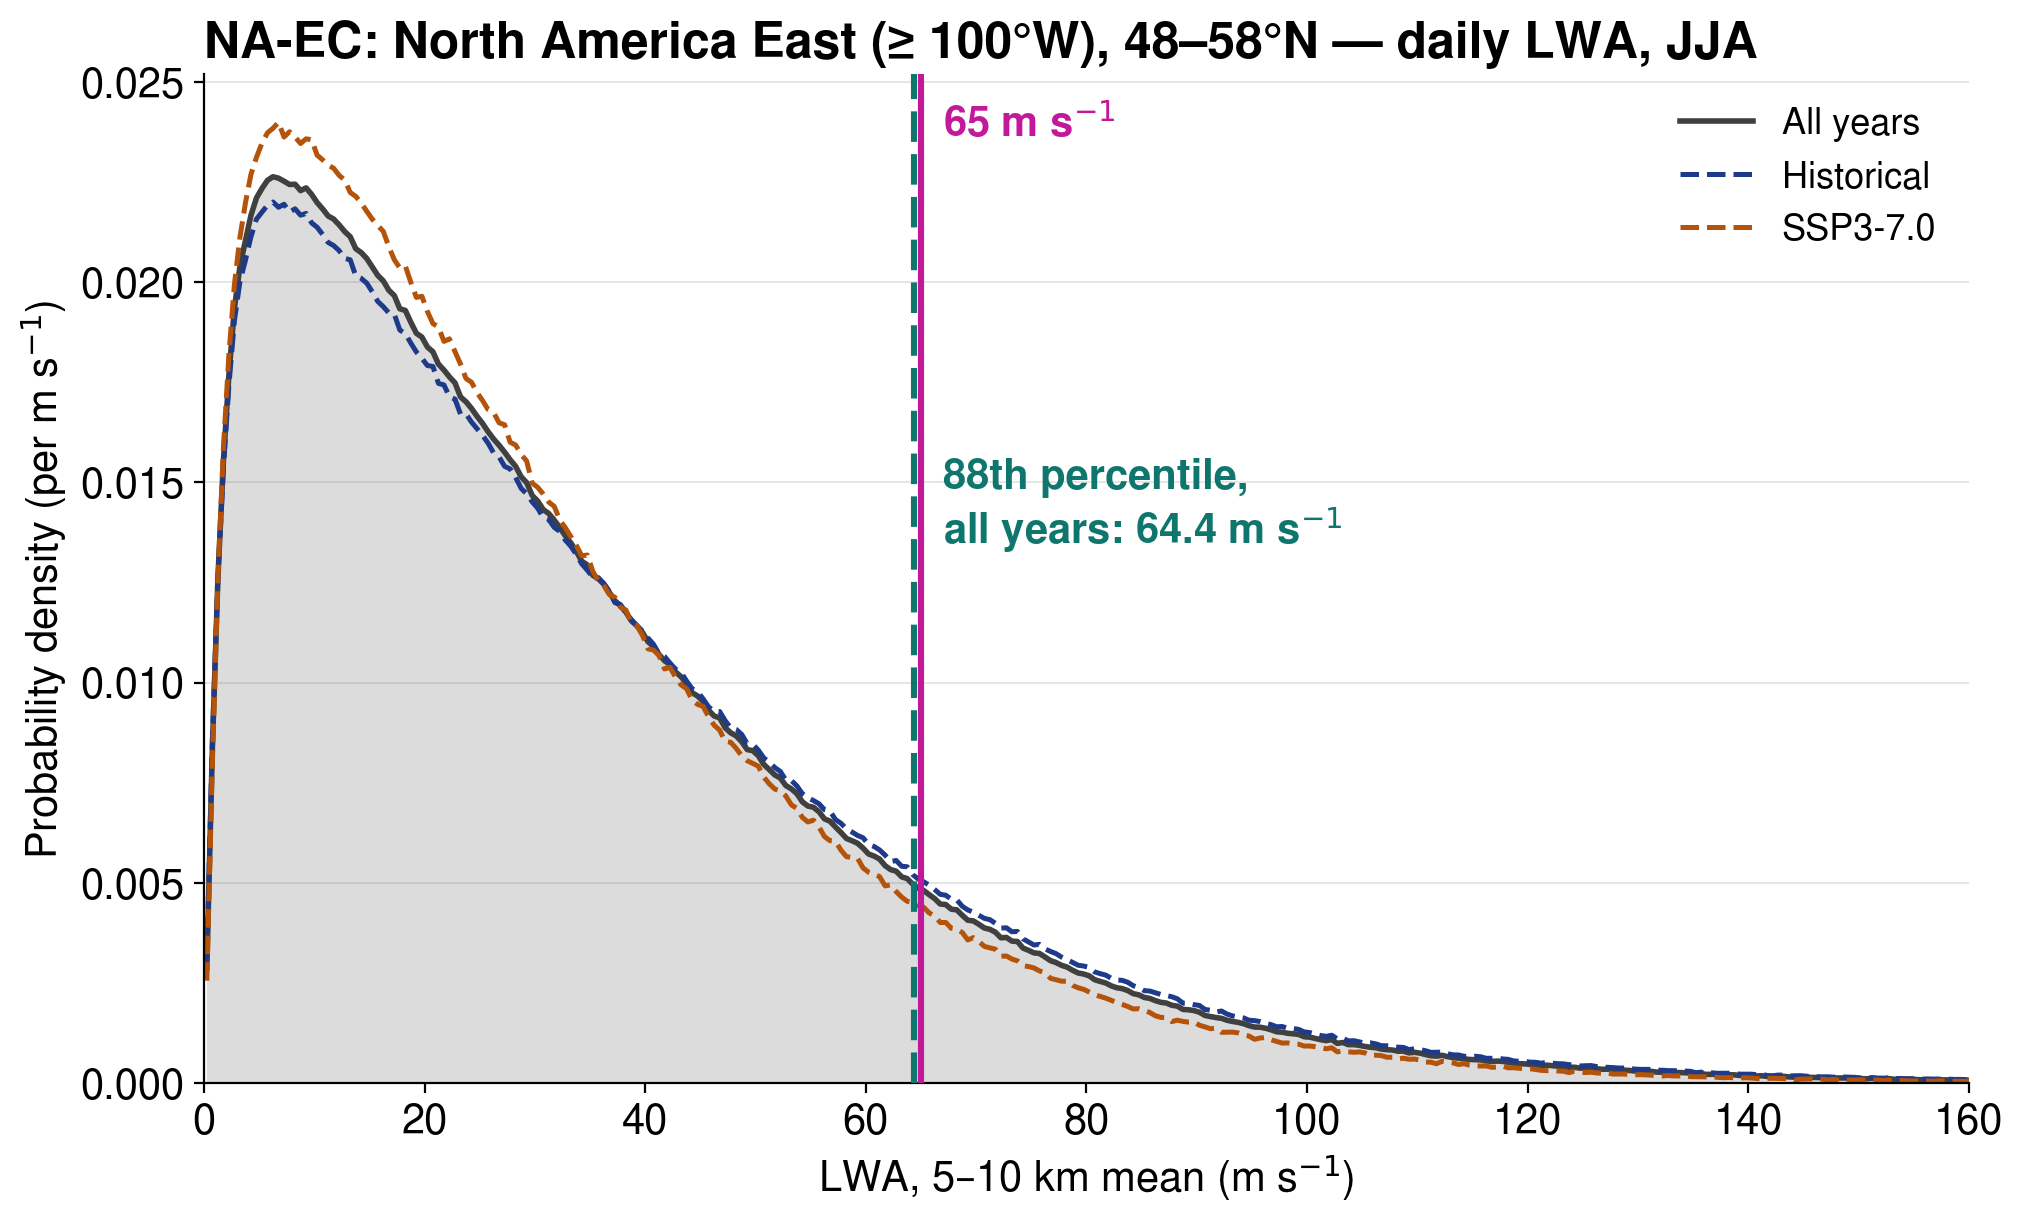 NA-EC: North America East (≥ 100°W), 48–58°N — daily LWA, JJA
Probability density (per m s⁻¹)
0.025
0.020
0.015
0.010
0.005
0.000
65 m s⁻¹
88th percentile,
all years: 64.4 m s⁻¹
All years
Historical
SSP3-7.0
0 20 40 60 80 100 120 140 160
LWA, 5–10 km mean (m s⁻¹)